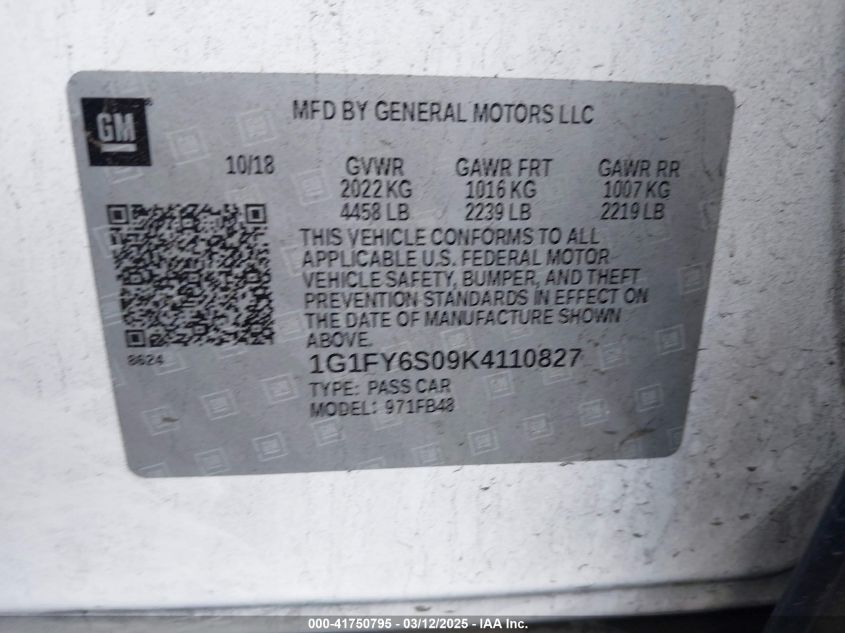 GM
MFD BY GENERAL MOTORS LLC
10/18 GVWR GAWR FRT GAWR RR
2022 KG 1016 KG 1007 KG
4458 LB 2239 LB 2219 LB
THIS VEHICLE CONFORMS TO ALL
APPLICABLE U.S. FEDERAL MOTOR
VEHICLE SAFETY, BUMPER, AND THEFT
PREVENTION STANDARDS IN EFFECT ON
THE DATE OF MANUFACTURE SHOWN
ABOVE.
8624
1G1FY6S09K4110827
TYPE: PASS CAR
MODEL: 971FB48
000-41750795 - 03/12/2025 - IAA Inc.